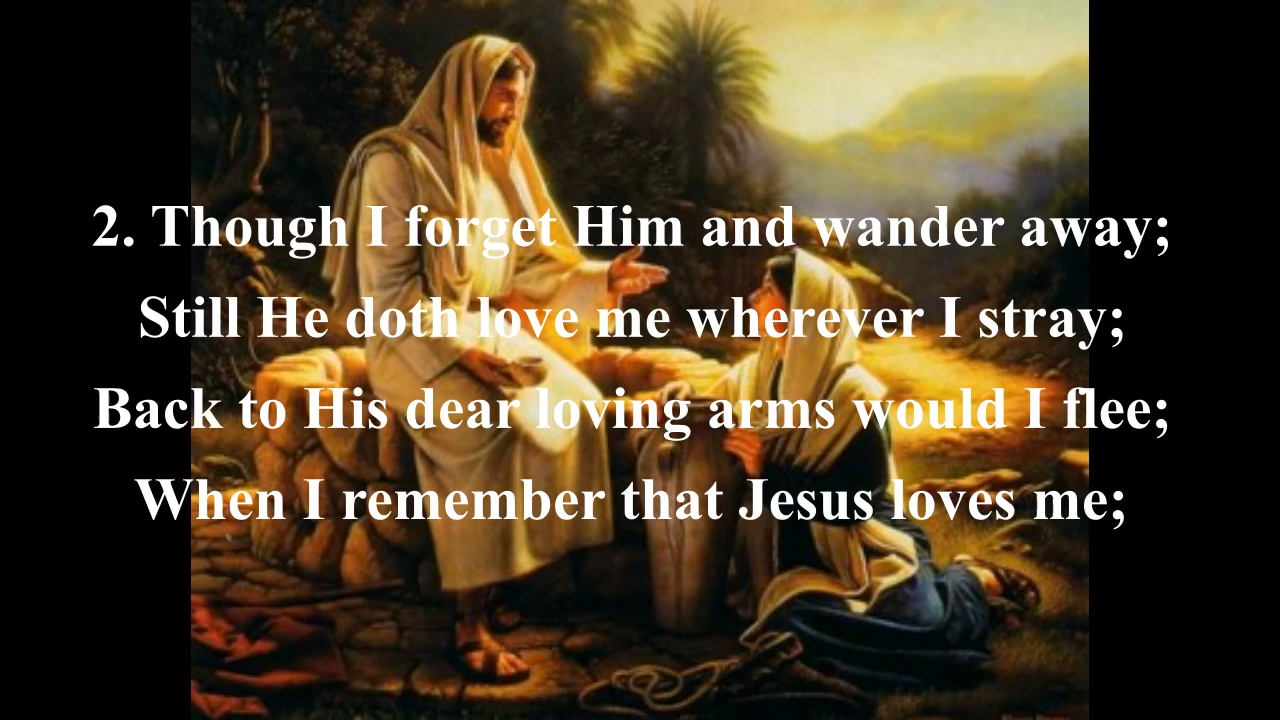 2. Though I forget Him and wander away;
Still He doth love me wherever I stray;
Back to His dear loving arms would I flee;
When I remember that Jesus loves me;